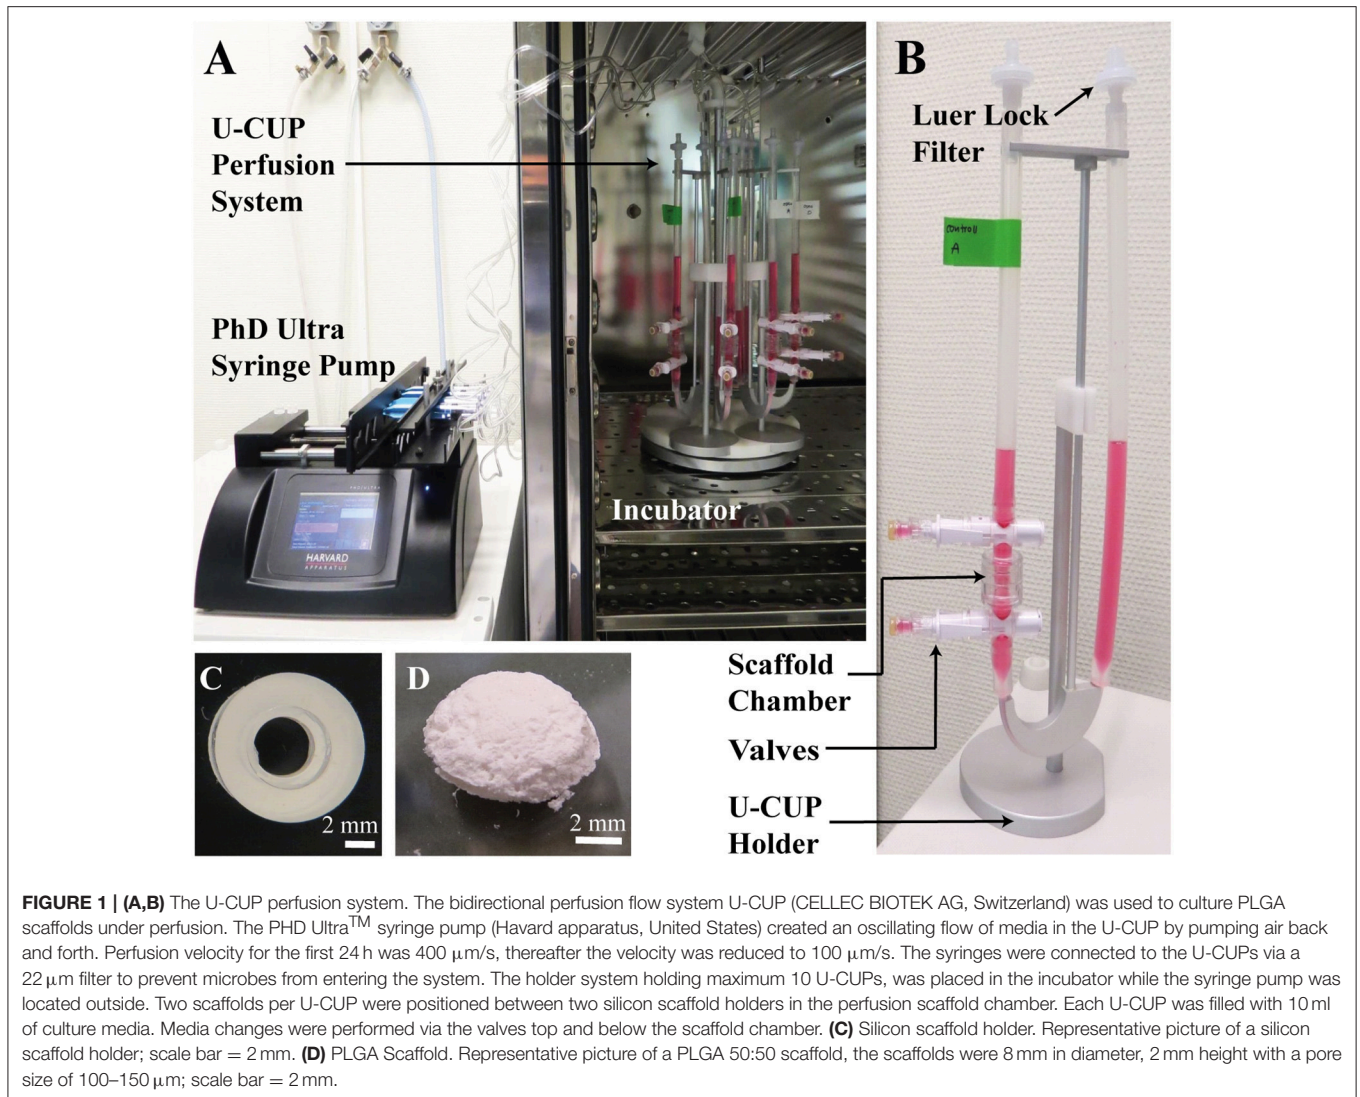 A
U-CUP
Perfusion
System
PhD Ultra
Syringe Pump
HARVARD
APPARATUS
Incubator
B
Luer Lock
Filter
controll
A
Scaffold
Chamber
Valves
U-CUP
Holder
C
2 mm
D
2 mm
FIGURE 1 | (A,B) The U-CUP perfusion system. The bidirectional perfusion flow system U-CUP (CELLEC BIOTEK AG, Switzerland) was used to culture PLGA
scaffolds under perfusion. The PHD Ultra™ syringe pump (Havard apparatus, United States) created an oscillating flow of media in the U-CUP by pumping air back
and forth. Perfusion velocity for the first 24 h was 400 μm/s, thereafter the velocity was reduced to 100 μm/s. The syringes were connected to the U-CUPs via a
22 μm filter to prevent microbes from entering the system. The holder system holding maximum 10 U-CUPs, was placed in the incubator while the syringe pump was
located outside. Two scaffolds per U-CUP were positioned between two silicon scaffold holders in the perfusion scaffold chamber. Each U-CUP was filled with 10 ml
of culture media. Media changes were performed via the valves top and below the scaffold chamber. (C) Silicon scaffold holder. Representative picture of a silicon
scaffold holder; scale bar = 2 mm. (D) PLGA Scaffold. Representative picture of a PLGA 50:50 scaffold, the scaffolds were 8 mm in diameter, 2 mm height with a pore
size of 100–150 μm; scale bar = 2 mm.